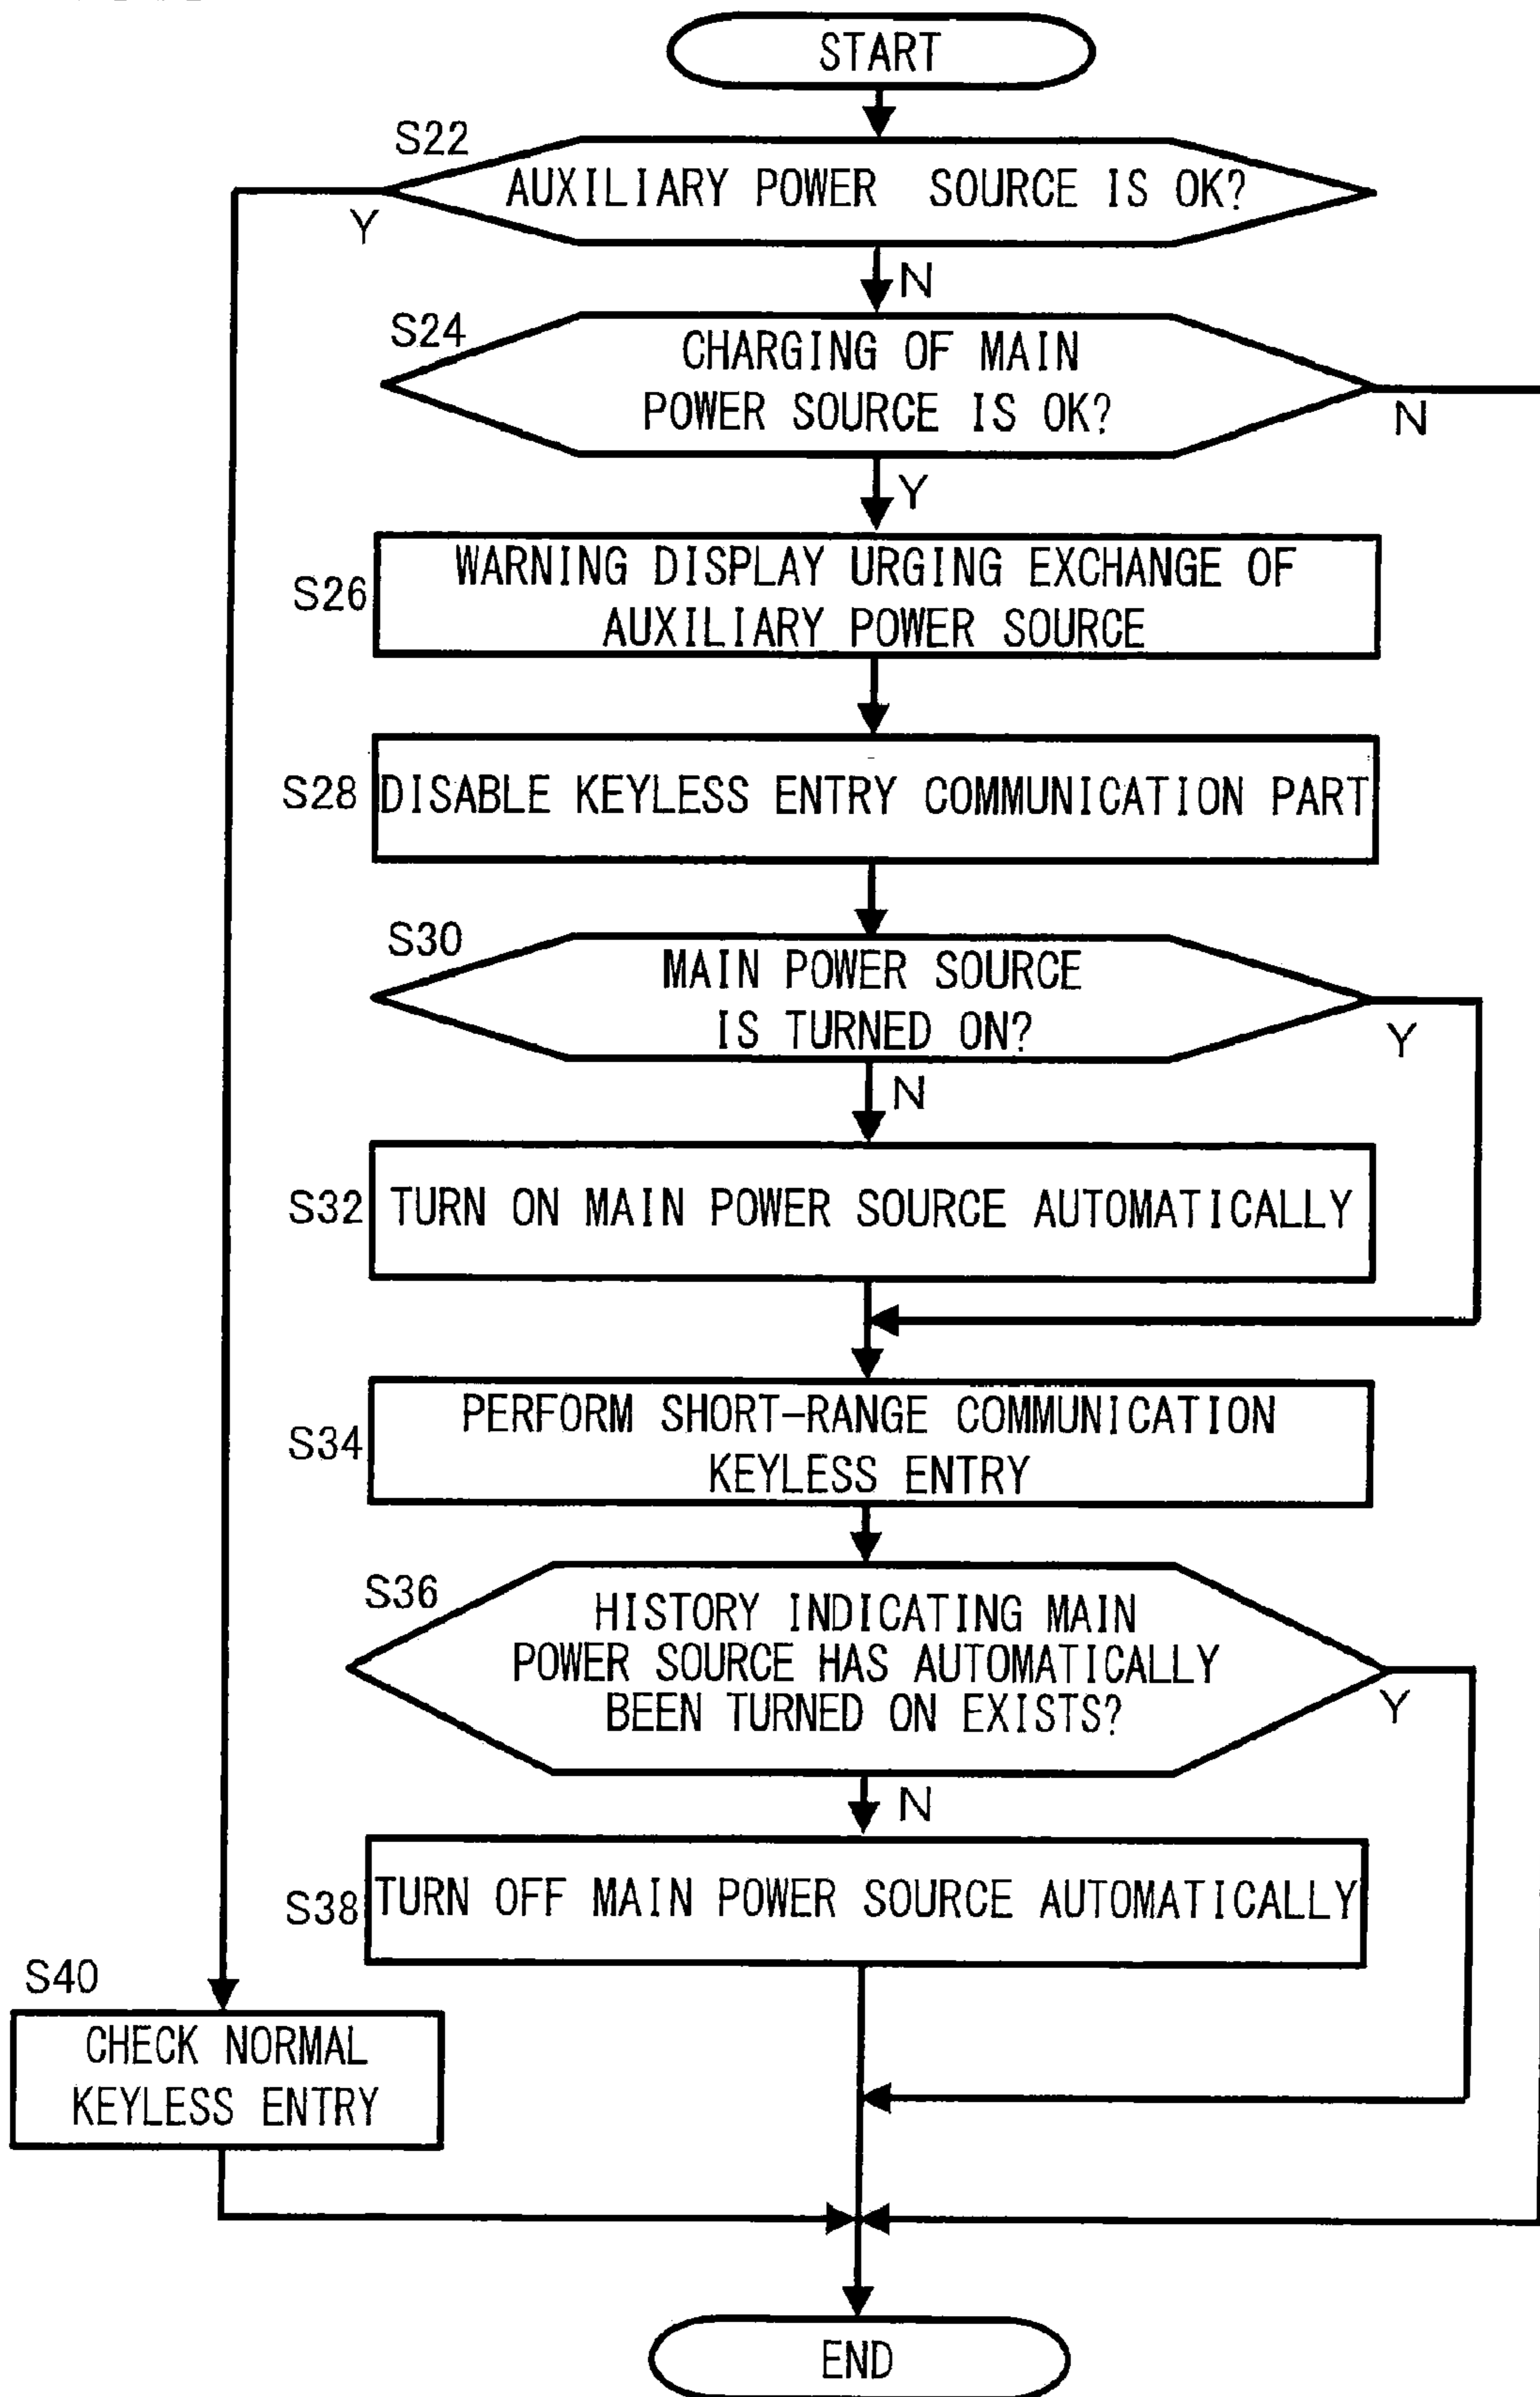 START
S22
AUXILIARY POWER SOURCE IS OK?
Y
N
S24
CHARGING OF MAIN
POWER SOURCE IS OK?
N
Y
S26
WARNING DISPLAY URGING EXCHANGE OF
AUXILIARY POWER SOURCE
S28
DISABLE KEYLESS ENTRY COMMUNICATION PART
S30
MAIN POWER SOURCE
IS TURNED ON?
Y
N
S32
TURN ON MAIN POWER SOURCE AUTOMATICALLY
S34
PERFORM SHORT-RANGE COMMUNICATION
KEYLESS ENTRY
S36
HISTORY INDICATING MAIN
POWER SOURCE HAS AUTOMATICALLY
BEEN TURNED ON EXISTS?
Y
N
S38
TURN OFF MAIN POWER SOURCE AUTOMATICALLY
S40
CHECK NORMAL
KEYLESS ENTRY
END